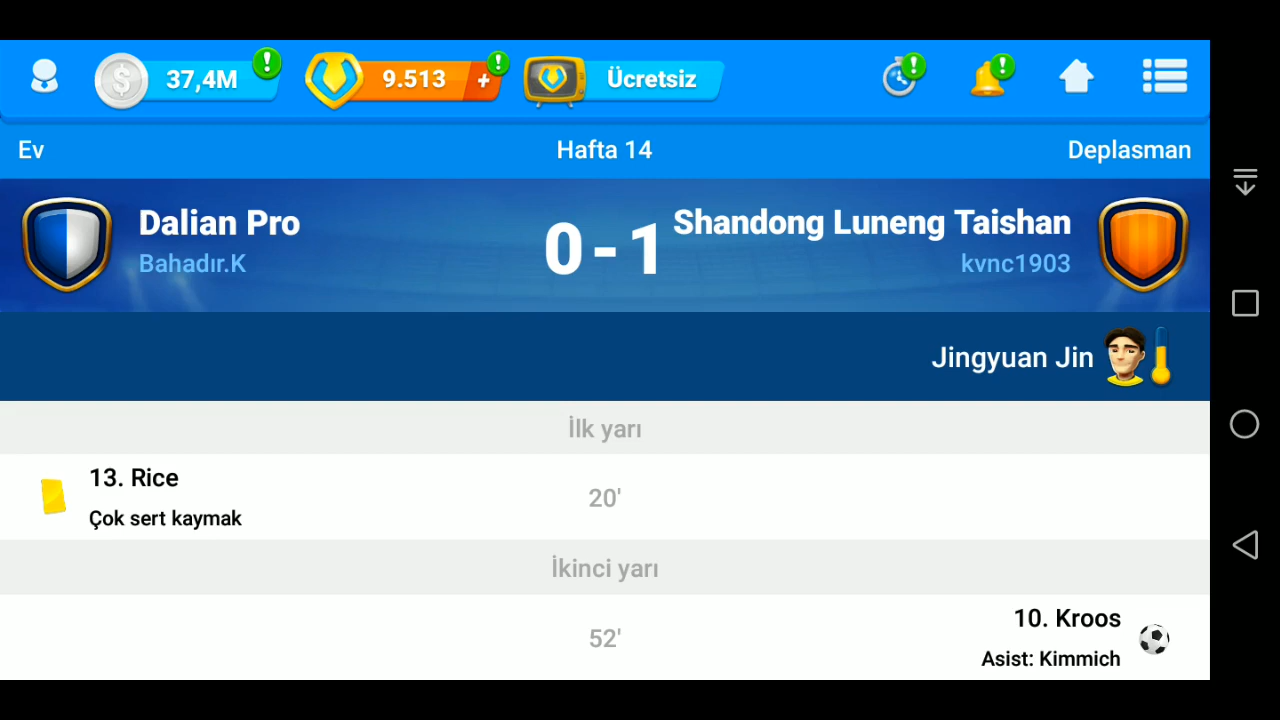 37,4M
9.513
+
Ücretsiz
Ev
Hafta 14
Deplasman
Dalian Pro
Bahadır.K
0 - 1
Shandong Luneng Taishan
kvnc1903
Jingyuan Jin
İlk yarı
13. Rice
Çok sert kaymak
20'
İkinci yarı
52'
10. Kroos
Asist: Kimmich